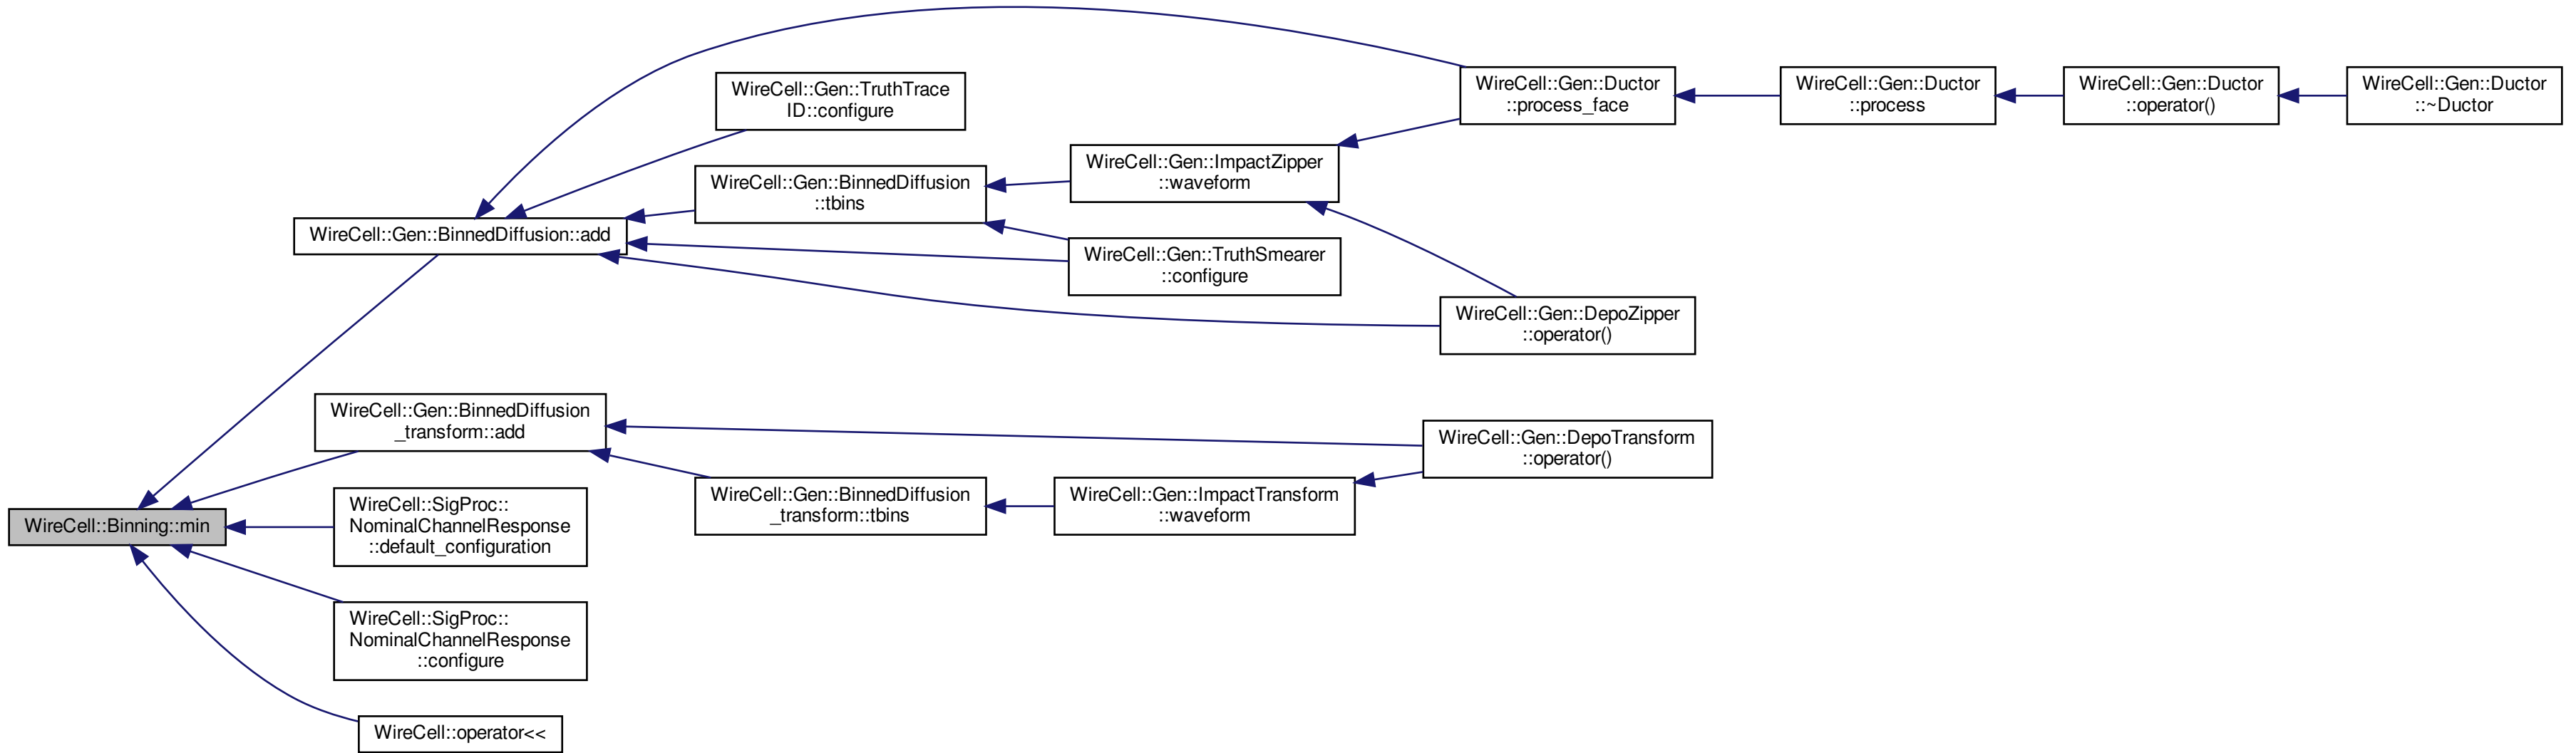 WireCell::Binning::min
WireCell::Gen::BinnedDiffusion::add
WireCell::Gen::Ductor
::process_face
WireCell::Gen::Ductor
::process
WireCell::Gen::Ductor
::operator()
WireCell::Gen::Ductor
::~Ductor
WireCell::Gen::TruthTrace
ID::configure
WireCell::Gen::BinnedDiffusion
::tbins
WireCell::Gen::ImpactZipper
::waveform
WireCell::Gen::TruthSmearer
::configure
WireCell::Gen::DepoZipper
::operator()
WireCell::Gen::BinnedDiffusion
_transform::add
WireCell::Gen::DepoTransform
::operator()
WireCell::Gen::BinnedDiffusion
_transform::tbins
WireCell::Gen::ImpactTransform
::waveform
WireCell::SigProc::
NominalChannelResponse
::default_configuration
WireCell::SigProc::
NominalChannelResponse
::configure
WireCell::operator<<